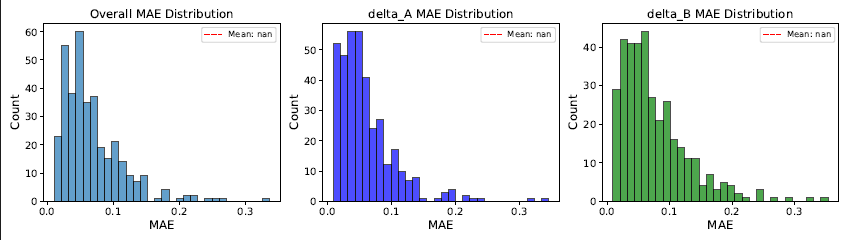 Overall MAE Distribution
Mean: nan
Count
60
50
40
30
20
10
0
0.0 0.1 0.2 0.3
MAE
delta_A MAE Distribution
Mean: nan
Count
50
40
30
20
10
0
0.0 0.1 0.2 0.3
MAE
delta_B MAE Distribution
Mean: nan
Count
40
30
20
10
0
0.0 0.1 0.2 0.3
MAE